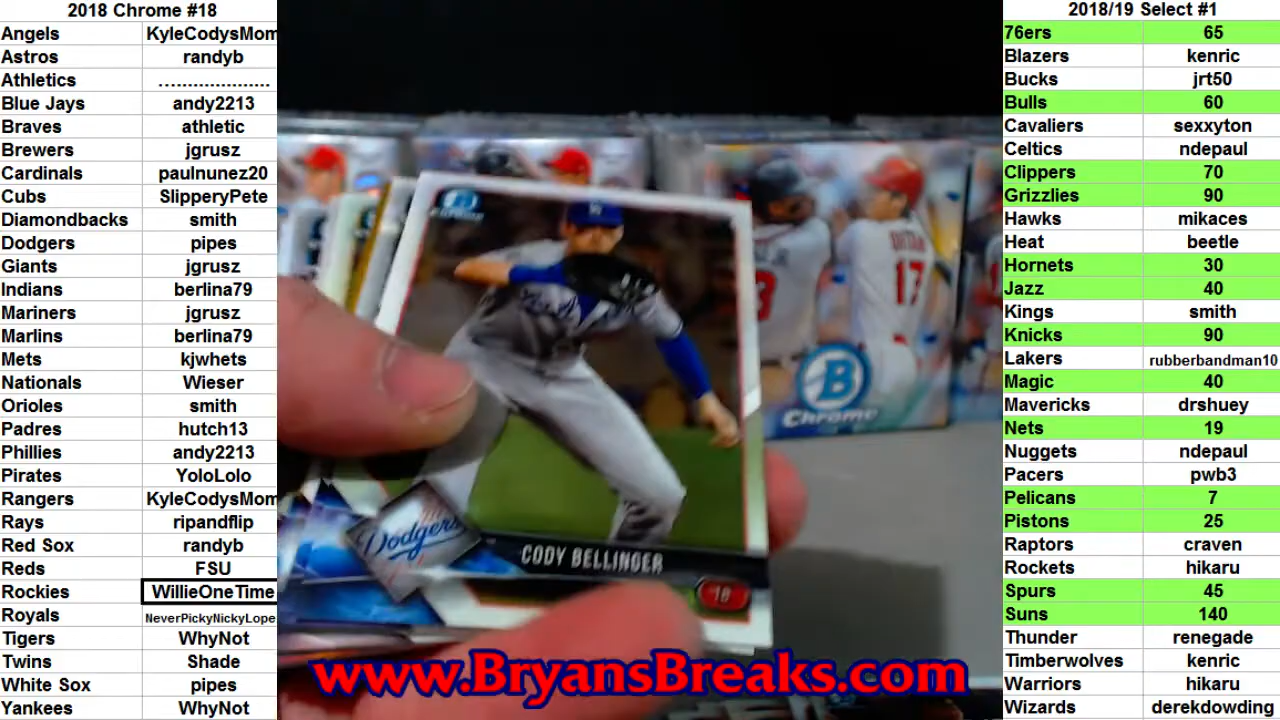 2018 Chrome #18
Angels KyleCodysMom
Astros randyb
Athletics ...................
Blue Jays andy2213
Braves athletic
Brewers jgrusz
Cardinals paulnunez20
Cubs SlipperyPete
Diamondbacks smith
Dodgers pipes
Giants jgrusz
Indians berlina79
Mariners jgrusz
Marlins berlina79
Mets kjwhets
Nationals Wieser
Orioles smith
Padres hutch13
Phillies andy2213
Pirates YoloLolo
Rangers KyleCodysMom
Rays ripandflip
Red Sox randyb
Reds FSU
Rockies WillieOneTime
Royals NeverPickyNickyLope
Tigers WhyNot
Twins Shade
White Sox pipes
Yankees WhyNot
17
B
Chrome
Dodgers
CODY BELLINGER
www.BryansBreaks.com
2018/19 Select #1
76ers 65
Blazers kenric
Bucks jrt50
Bulls 60
Cavaliers sexxyton
Celtics ndepaul
Clippers 70
Grizzlies 90
Hawks mikaces
Heat beetle
Hornets 30
Jazz 40
Kings smith
Knicks 90
Lakers rubberbandman10
Magic 40
Mavericks drshuey
Nets 19
Nuggets ndepaul
Pacers pwb3
Pelicans 7
Pistons 25
Raptors craven
Rockets hikaru
Spurs 45
Suns 140
Thunder renegade
Timberwolves kenric
Warriors hikaru
Wizards derekdowding